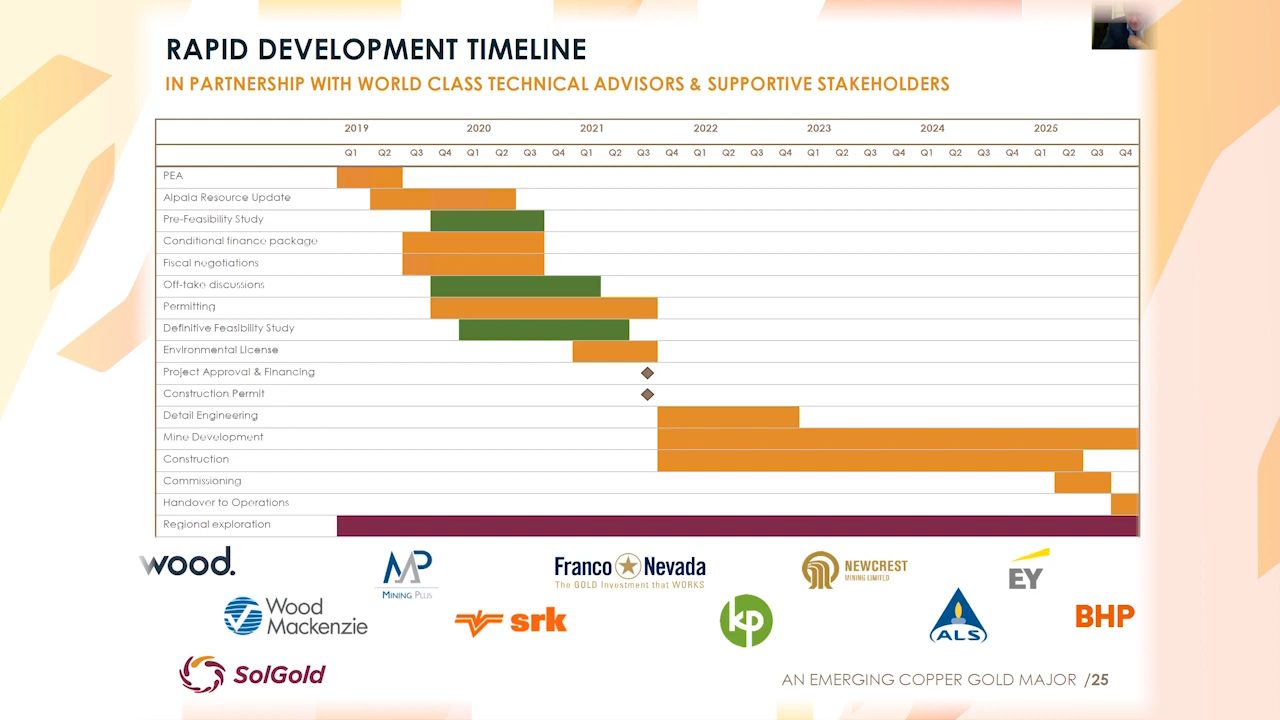 RAPID DEVELOPMENT TIMELINE
IN PARTNERSHIP WITH WORLD CLASS TECHNICAL ADVISORS & SUPPORTIVE STAKEHOLDERS
2019 2020 2021 2022 2023 2024 2025
Q1 Q2 Q3 Q4 Q1 Q2 Q3 Q4 Q1 Q2 Q3 Q4 Q1 Q2 Q3 Q4 Q1 Q2 Q3 Q4 Q1 Q2 Q3 Q4 Q1 Q2 Q3 Q4
PEA
Alpala Resource Update
Pre-Feasibility Study
Conditional finance package
Fiscal negotiations
Off-take discussions
Permitting
Definitive Feasibility Study
Environmental License
Project Approval & Financing
Construction Permit
Detail Engineering
Mine Development
Construction
Commissioning
Handover to Operations
Regional exploration
wood.
MP
MINING PLUS
Franco Nevada
The GOLD Investment that WORKS
NEWCREST
MINING LIMITED
EY
Wood
Mackenzie
srk
kp
ALS
BHP
SolGold
AN EMERGING COPPER GOLD MAJOR /25